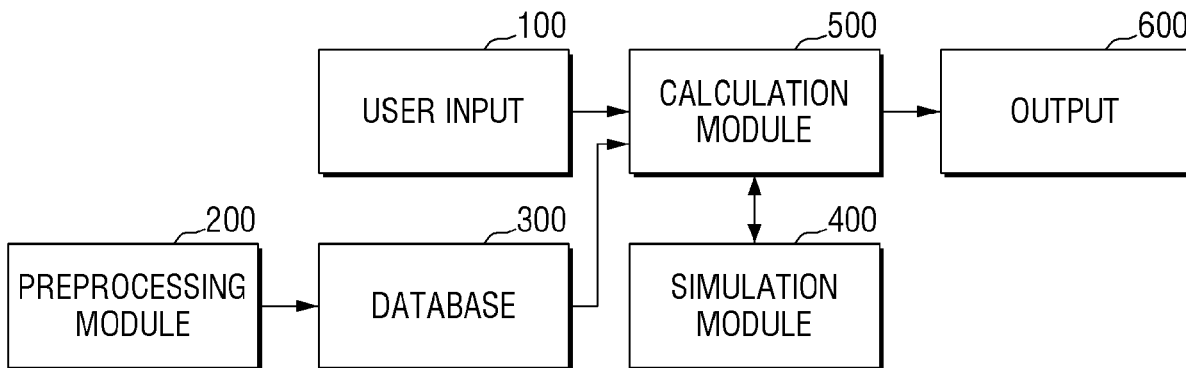 100
USER INPUT
500
CALCULATION
MODULE
600
OUTPUT
200
PREPROCESSING
MODULE
300
DATABASE
400
SIMULATION
MODULE